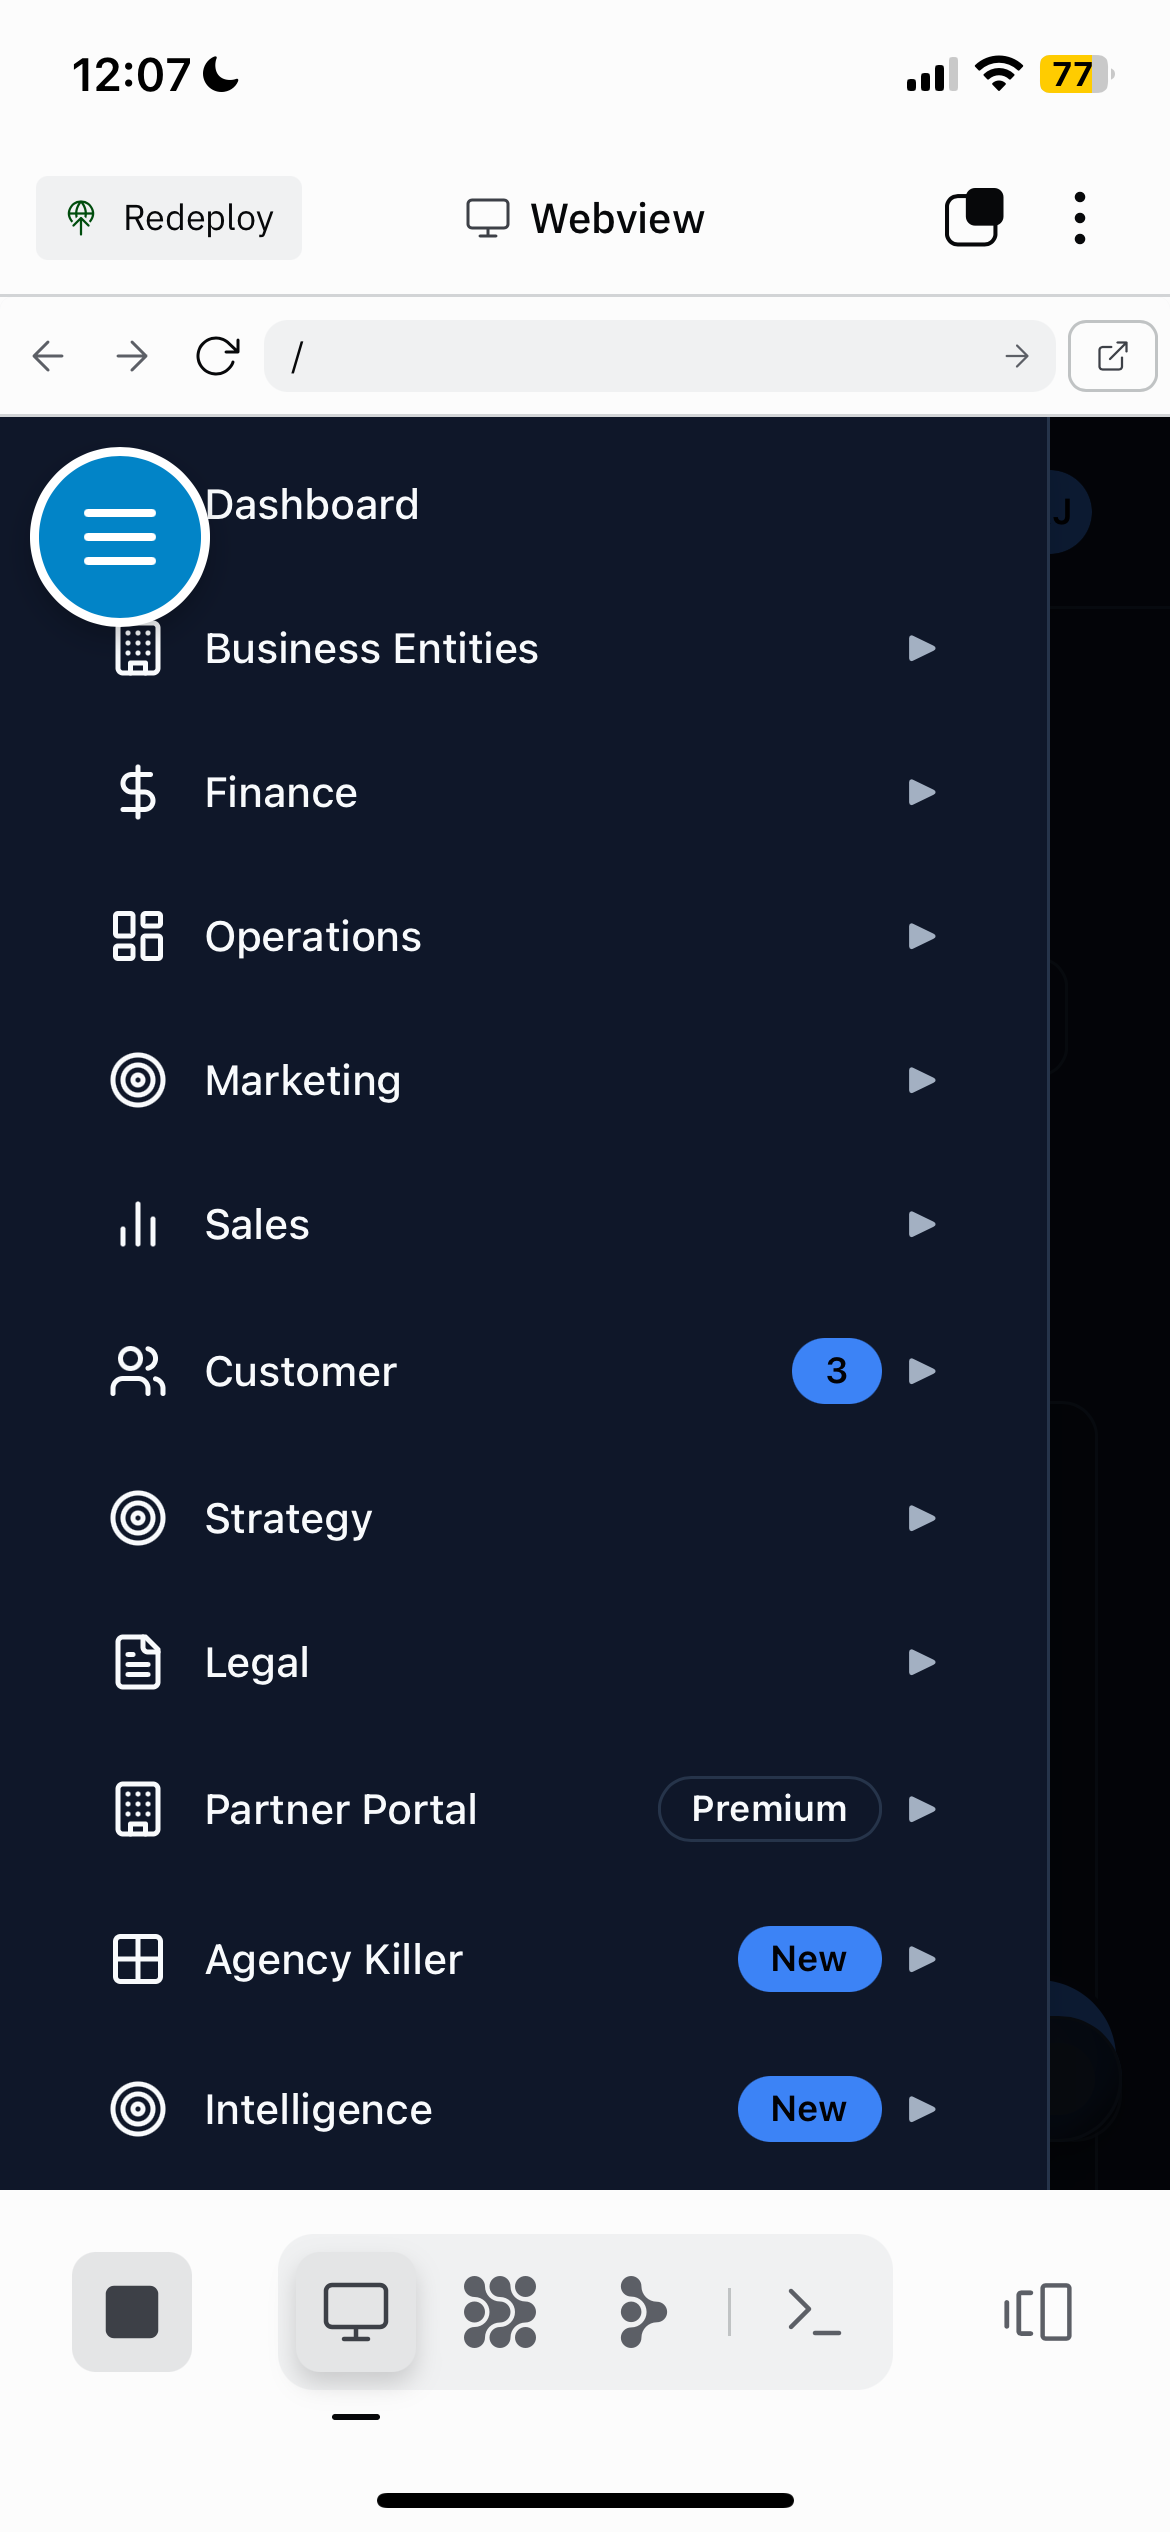 12:07
77
Redeploy
Webview
/
Dashboard
J
Business Entities
Finance
Operations
Marketing
Sales
Customer 3
Strategy
Legal
Partner Portal Premium
Agency Killer New
Intelligence New